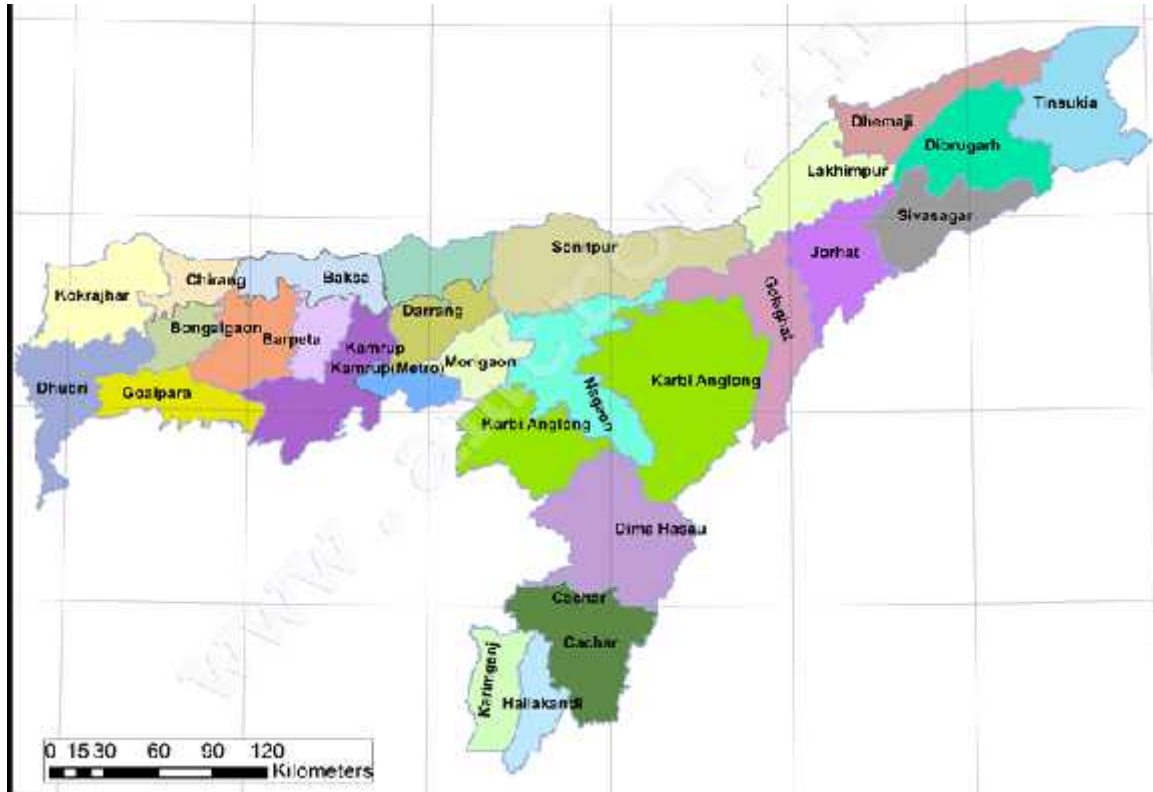 Tinsukia
Dhemaji
Dibrugarh
Lakhimpur
Sivasagar
Sonitpur
Jorhat
Chirang
Baksa
Kokrajhar
Golaghat
Darrang
Bongaigaon
Barpeta
Kamrup
Morigaon
Kamrup(Metro)
Dhubri
Goalpara
Karbi Anglong
Nagaon
Karbi Anglong
Dima Hasau
Cachar
Cachar
Karimganj
Hailakandi
0 15 30 60 90 120
Kilometers